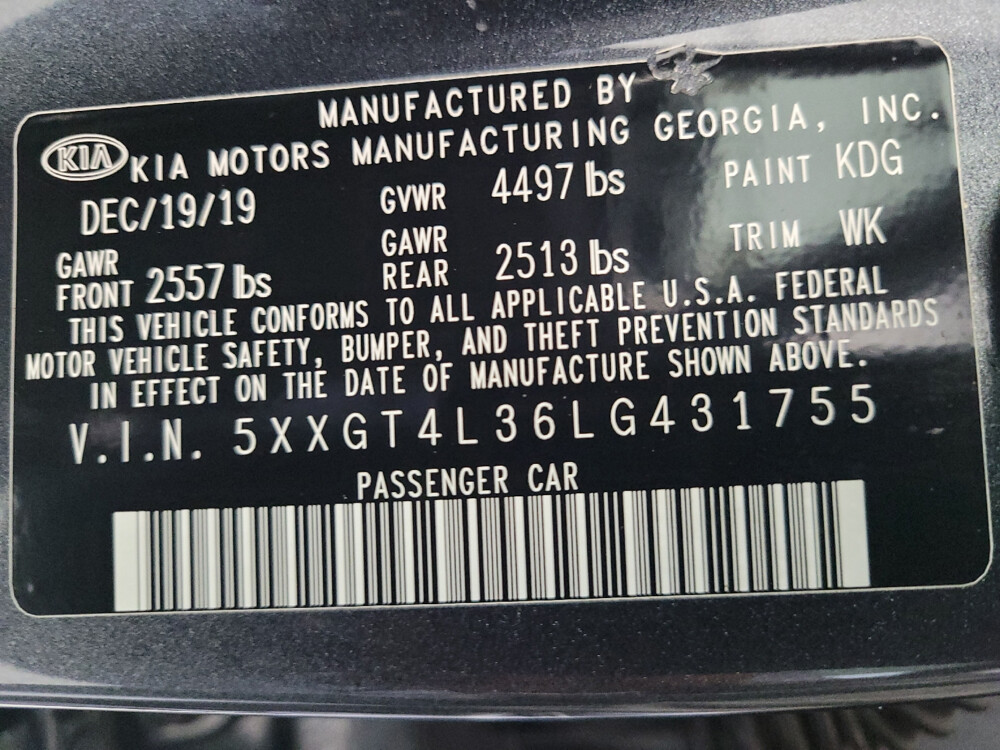 MANUFACTURED BY
KIA KIA MOTORS MANUFACTURING GEORGIA, INC.
DEC/19/19 GVWR 4497 lbs PAINT KDG
GAWR FRONT 2557 lbs GAWR REAR 2513 lbs TRIM WK
THIS VEHICLE CONFORMS TO ALL APPLICABLE U.S.A. FEDERAL
MOTOR VEHICLE SAFETY, BUMPER, AND THEFT PREVENTION STANDARDS
IN EFFECT ON THE DATE OF MANUFACTURE SHOWN ABOVE.
V.I.N. 5XXGT4L36LG431755
PASSENGER CAR